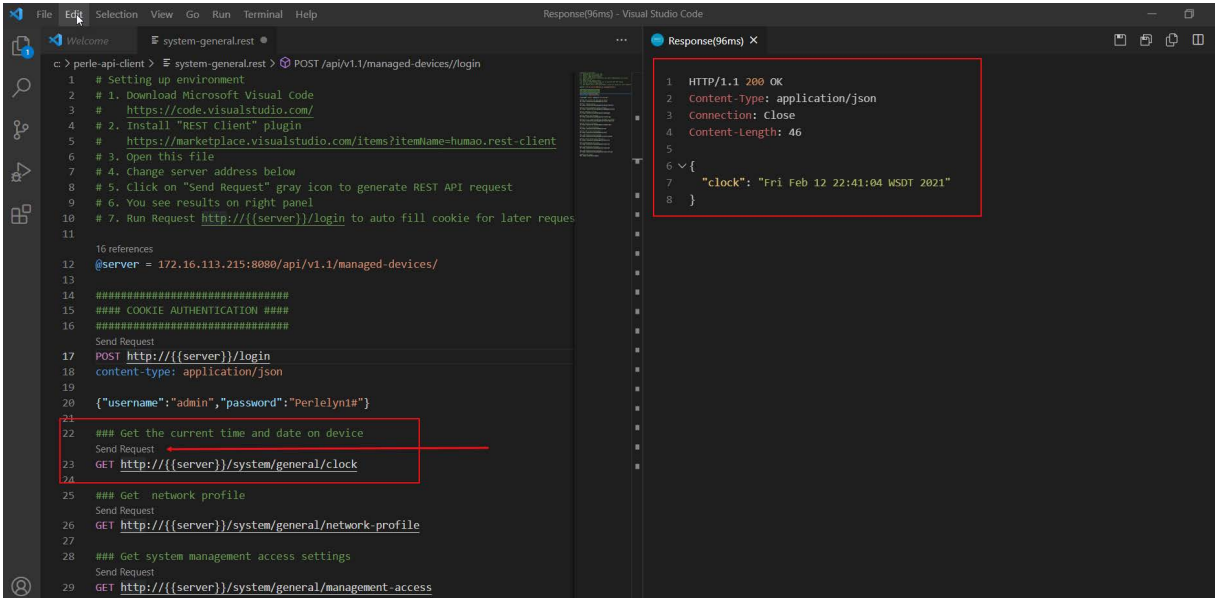 File Edit Selection View Go Run Terminal Help
Response(96ms) - Visual Studio Code
Welcome
system-general.rest
c: > perle-api-client > system-general.rest > POST /api/v1.1/managed-devices//login
1 # Setting up environment
2 # 1. Download Microsoft Visual Code
3 # https://code.visualstudio.com/
4 # 2. Install "REST Client" plugin
5 # https://marketplace.visualstudio.com/items?itemName=humao.rest-client
6 # 3. Open this file
7 # 4. Change server address below
8 # 5. Click on "Send Request" gray icon to generate REST API request
9 # 6. You see results on right panel
10 # 7. Run Request http://{{server}}/login to auto fill cookie for later reques
11
16 references
12 @server = 172.16.113.215:8080/api/v1.1/managed-devices/
13
14 ###############################
15 #### COOKIE AUTHENTICATION ####
16 ###############################
Send Request
17 POST http://{{server}}/login
18 content-type: application/json
19
20 {"username":"admin","password":"Perlelyn1#"}
21
22 ### Get the current time and date on device
Send Request
23 GET http://{{server}}/system/general/clock
24
25 ### Get  network profile
Send Request
26 GET http://{{server}}/system/general/network-profile
27
28 ### Get system management access settings
Send Request
29 GET http://{{server}}/system/general/management-access
Response(96ms)
1 HTTP/1.1 200 OK
2 Content-Type: application/json
3 Connection: Close
4 Content-Length: 46
5
6 {
7 "clock": "Fri Feb 12 22:41:04 WSDT 2021"
8 }
1